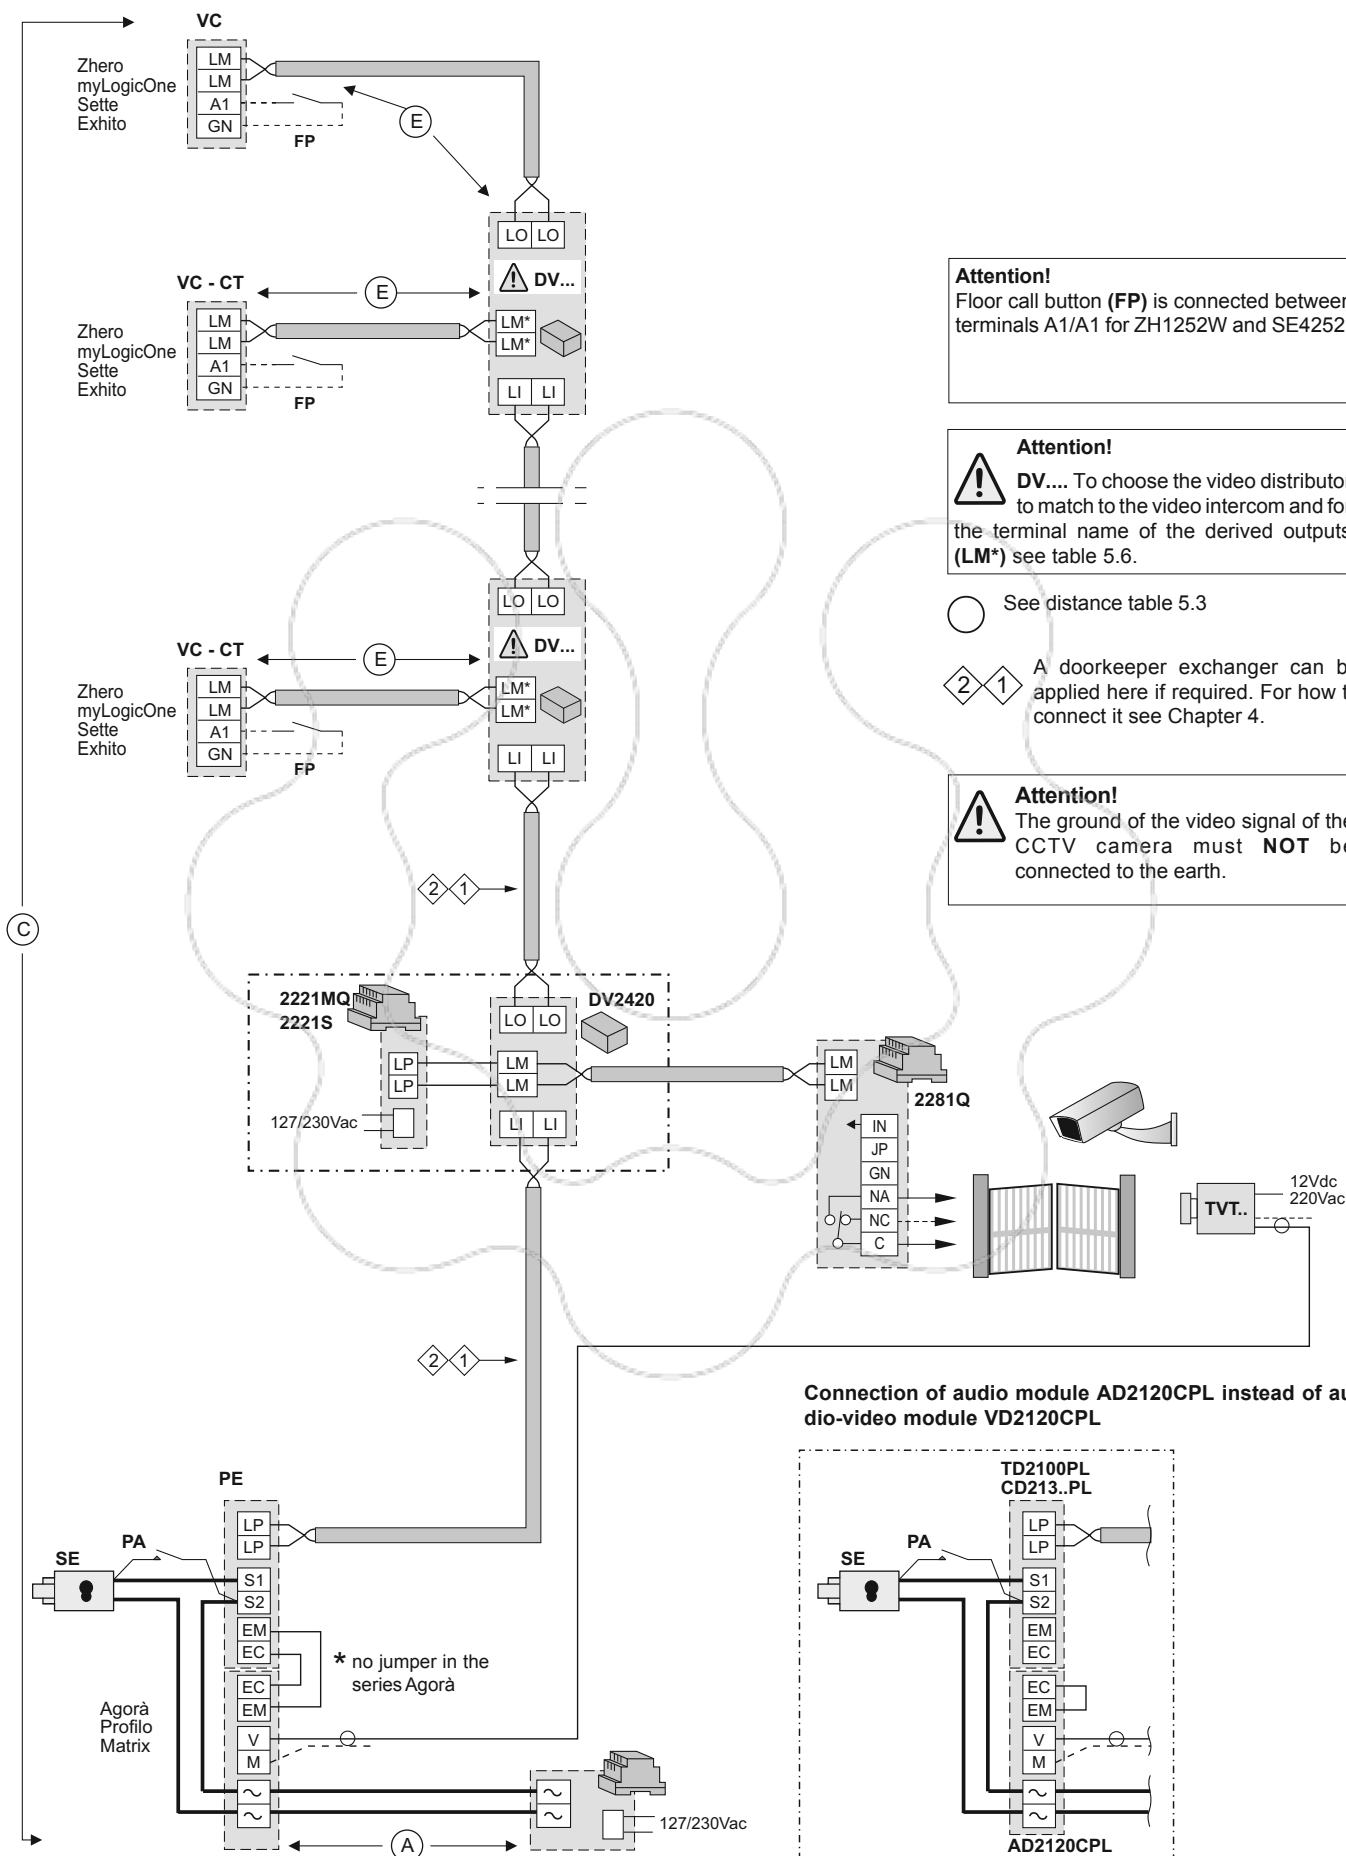 VC
Zhero
myLogicOne
Sette
Exhito
LM
LM
A1
GN
FP
E
LO LO
DV...
VC - CT
E
LM*
LM*
Zhero
myLogicOne
Sette
Exhito
LM
LM
A1
GN
FP
LI LI
Attention!
Floor call button (FP) is connected between
terminals A1/A1 for ZH1252W and SE4252
Attention!
DV.... To choose the video distributor
to match to the video intercom and for
the terminal name of the derived outputs
(LM*) see table 5.6.
See distance table 5.3
2 1 A doorkeeper exchanger can b
applied here if required. For how t
connect it see Chapter 4.
Attention!
The ground of the video signal of the
CCTV camera must NOT be
connected to the earth.
LO LO
DV...
VC - CT
E
LM*
LM*
Zhero
myLogicOne
Sette
Exhito
LM
LM
A1
GN
FP
LI LI
2 1
C
2221MQ
2221S
DV2420
LO LO
LP
LP
LM
LM
LI LI
127/230Vac
LM
LM
2281Q
IN
JP
GN
NA
NC
C
TVT..
12Vdc
220Vac
2 1
Connection of audio module AD2120CPL instead of au
dio-video module VD2120CPL
PE
LP
LP
PA
SE
S1
S2
EM
EC
* no jumper in the
series Agorà
EC
EM
Agorà
Profilo
Matrix
V
M
~
~
~
~
127/230Vac
A
TD2100PL
CD213..PL
LP
LP
PA
SE
S1
S2
EM
EC
EC
EM
V
M
~
~
AD2120CPL